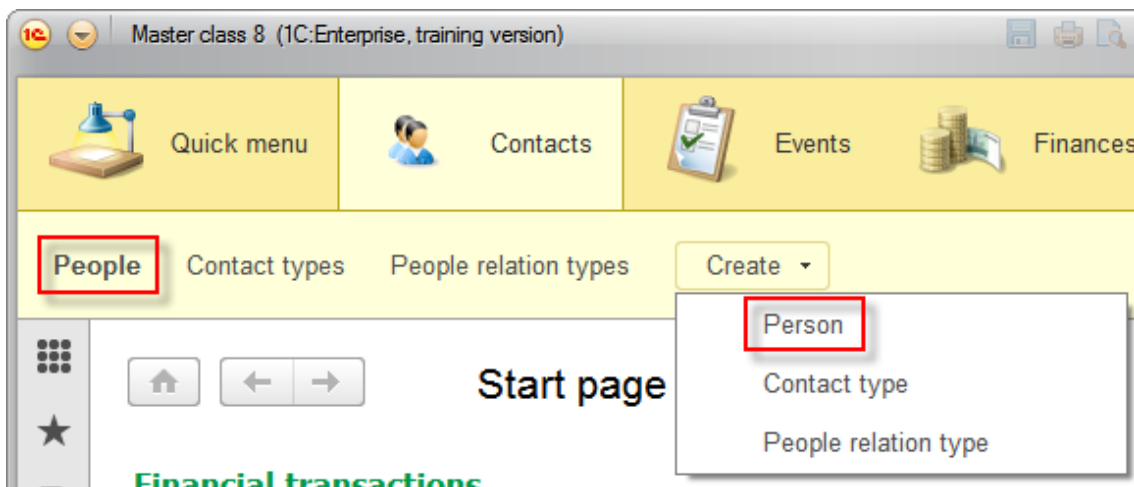 1C Master class 8 (1C:Enterprise, training version)
Quick menu Contacts Events Finances
People Contact types People relation types Create
Person
Contact type
People relation type
Start page
Financial transactions